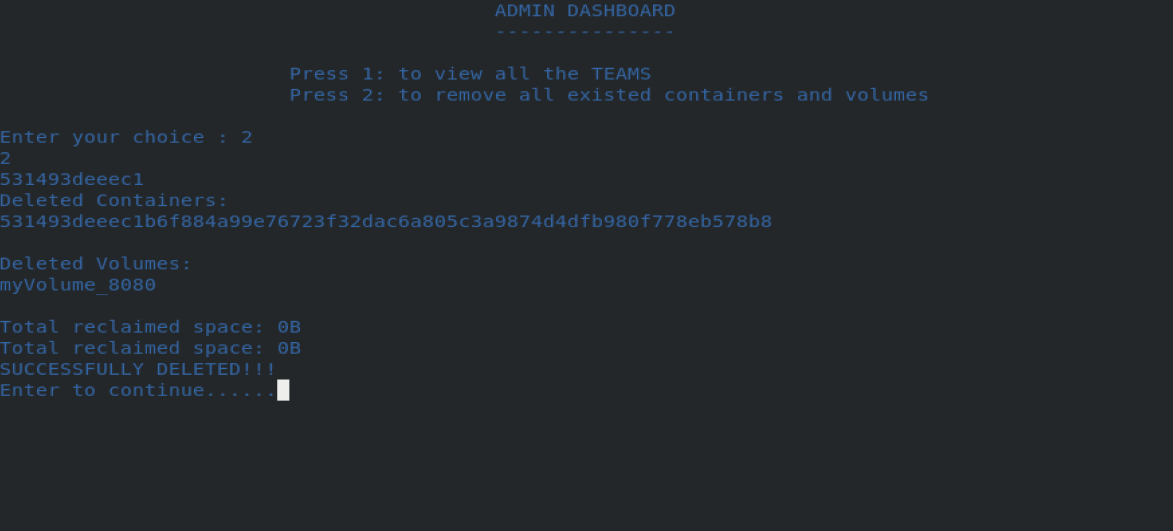 ADMIN DASHBOARD
---------------
Press 1: to view all the TEAMS
Press 2: to remove all existed containers and volumes
Enter your choice : 2
2
531493deeec1
Deleted Containers:
531493deeec1b6f884a99e76723f32dac6a805c3a9874d4dfb980f778eb578b8
Deleted Volumes:
myVolume_8080
Total reclaimed space: 0B
Total reclaimed space: 0B
SUCCESSFULLY DELETED!!!
Enter to continue......